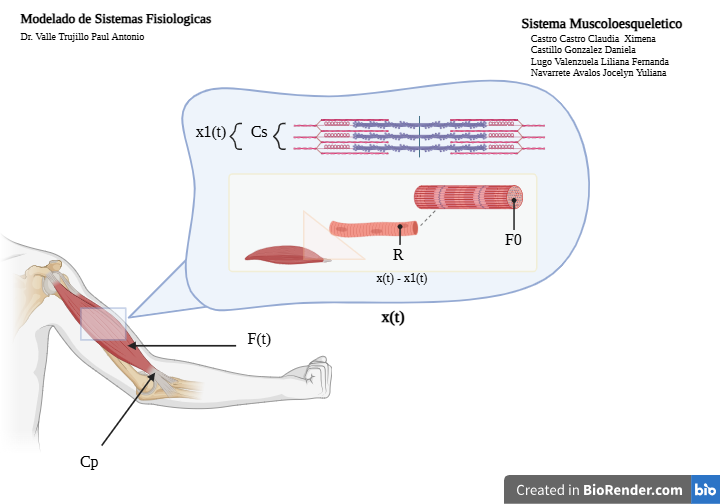 Modelado de Sistemas Fisiologicas
Dr. Valle Trujillo Paul Antonio
Sistema Muscoloesqueletico
Castro Castro Claudia Ximena
Castillo Gonzalez Daniela
Lugo Valenzuela Liliana Fernanda
Navarrete Avalos Jocelyn Yuliana
x1(t)
Cs
F0
R
x(t) - x1(t)
x(t)
F(t)
Cp
Created in BioRender.com
bio